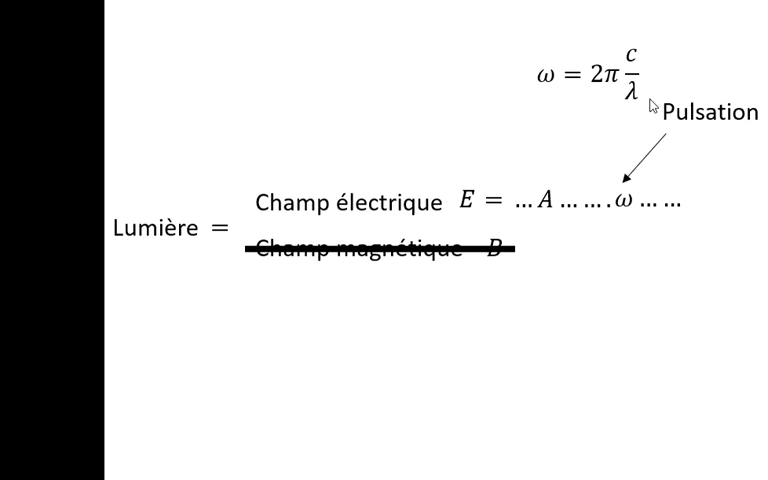 ω = 2π c/λ
Pulsation
Champ électrique E = ... A ... ... . ω ... ...
Lumière =
Champ magnétique B